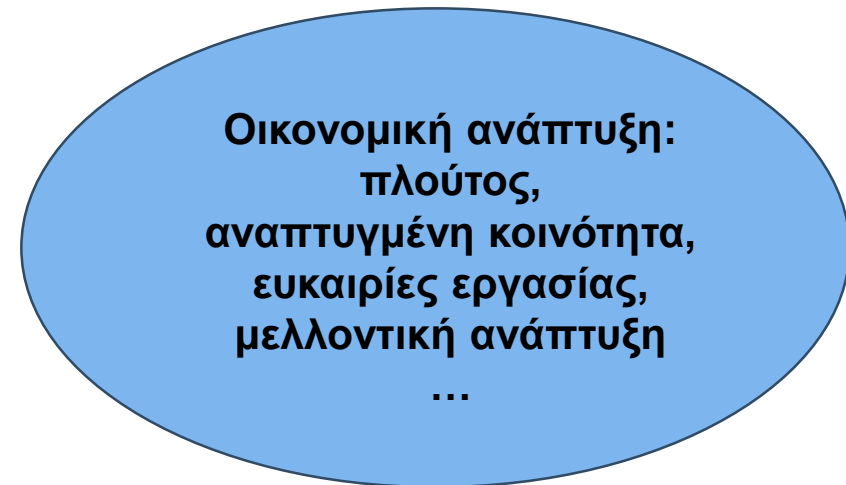 Οικονομική ανάπτυξη:
πλούτος,
αναπτυγμένη κοινότητα,
ευκαιρίες εργασίας,
μελλοντική ανάπτυξη
…